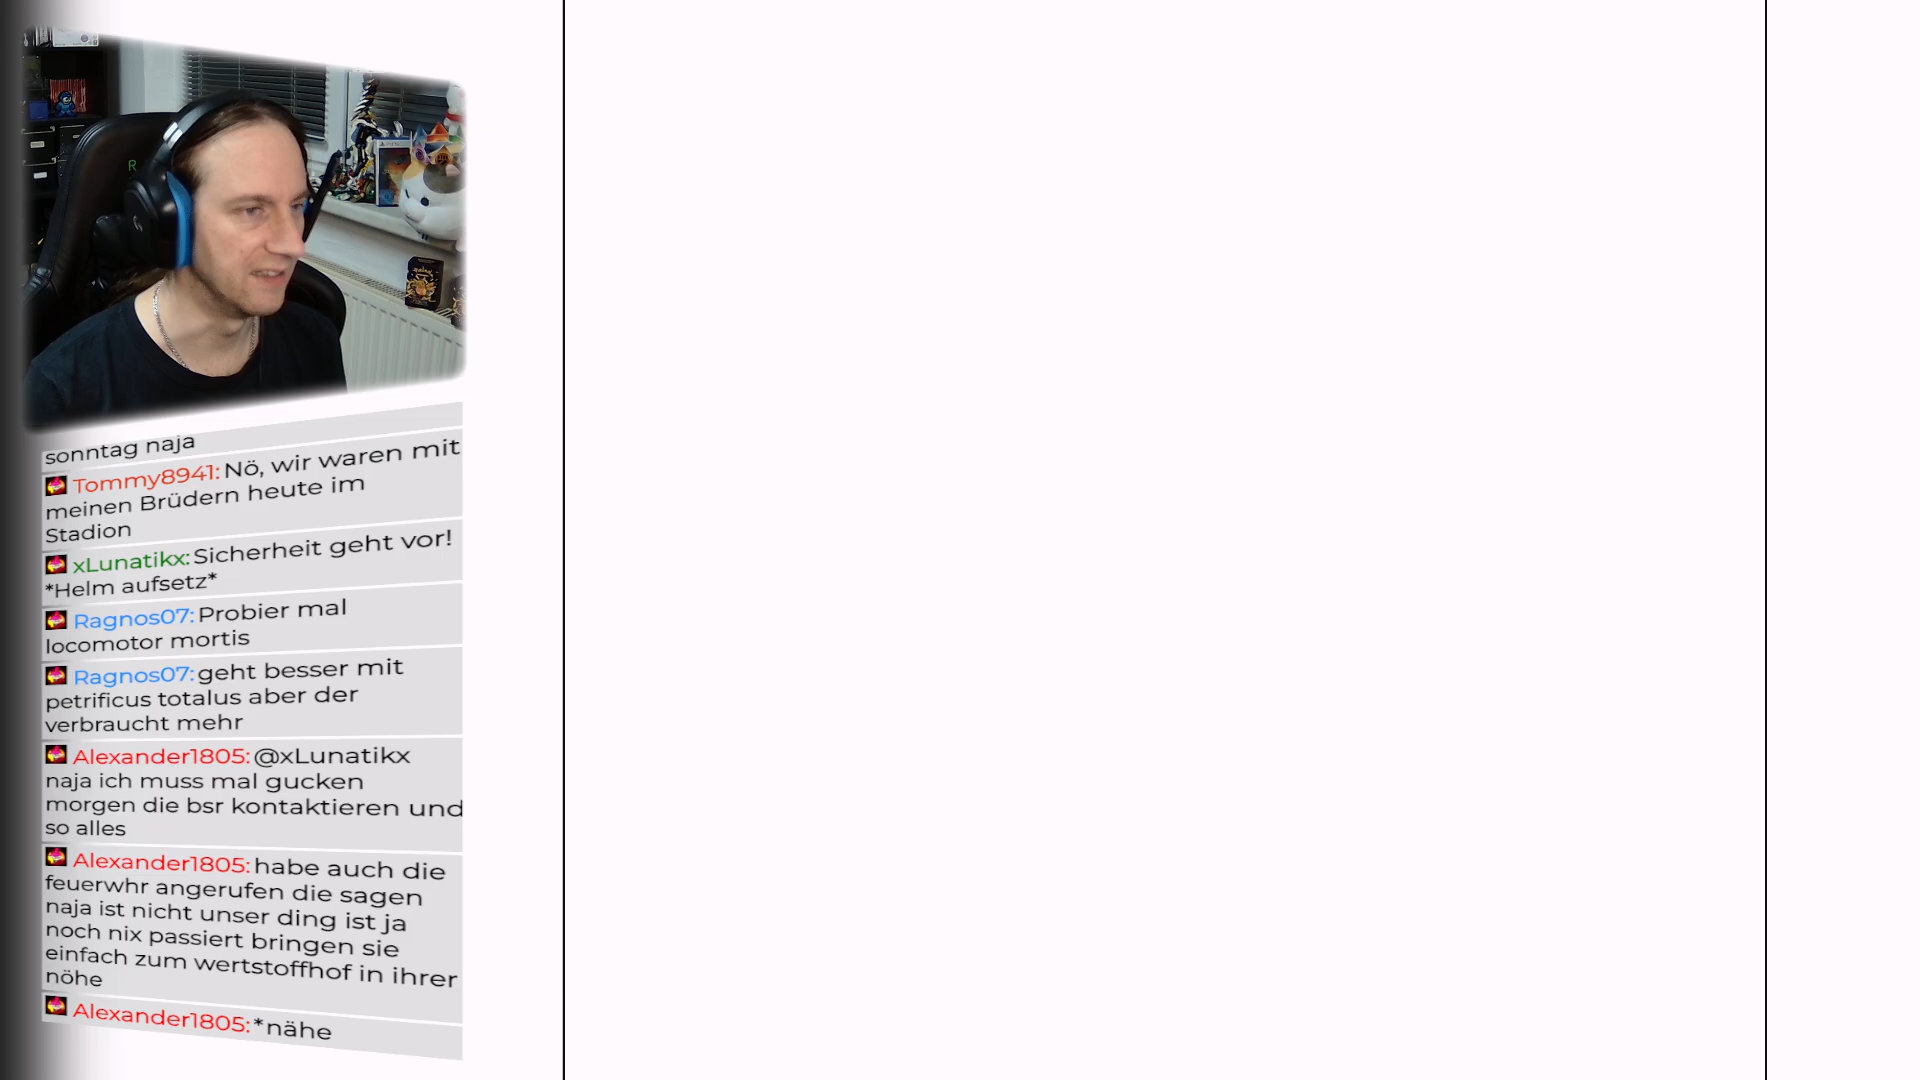 sonntag naja
Tommy8941: Nö, wir waren mit
meinen Brüdern heute im
Stadion
xLunatikx: Sicherheit geht vor!
*Helm aufsetz*
Ragnos07: Probier mal
locomotor mortis
Ragnos07: geht besser mit
petrificus totalus aber der
verbraucht mehr
Alexander1805: @xLunatikx
naja ich muss mal gucken
morgen die bsr kontaktieren und
so alles
Alexander1805: habe auch die
feuerwhr angerufen die sagen
naja ist nicht unser ding ist ja
noch nix passiert bringen sie
einfach zum wertstoffhof in ihrer
nöhe
Alexander1805: *nähe